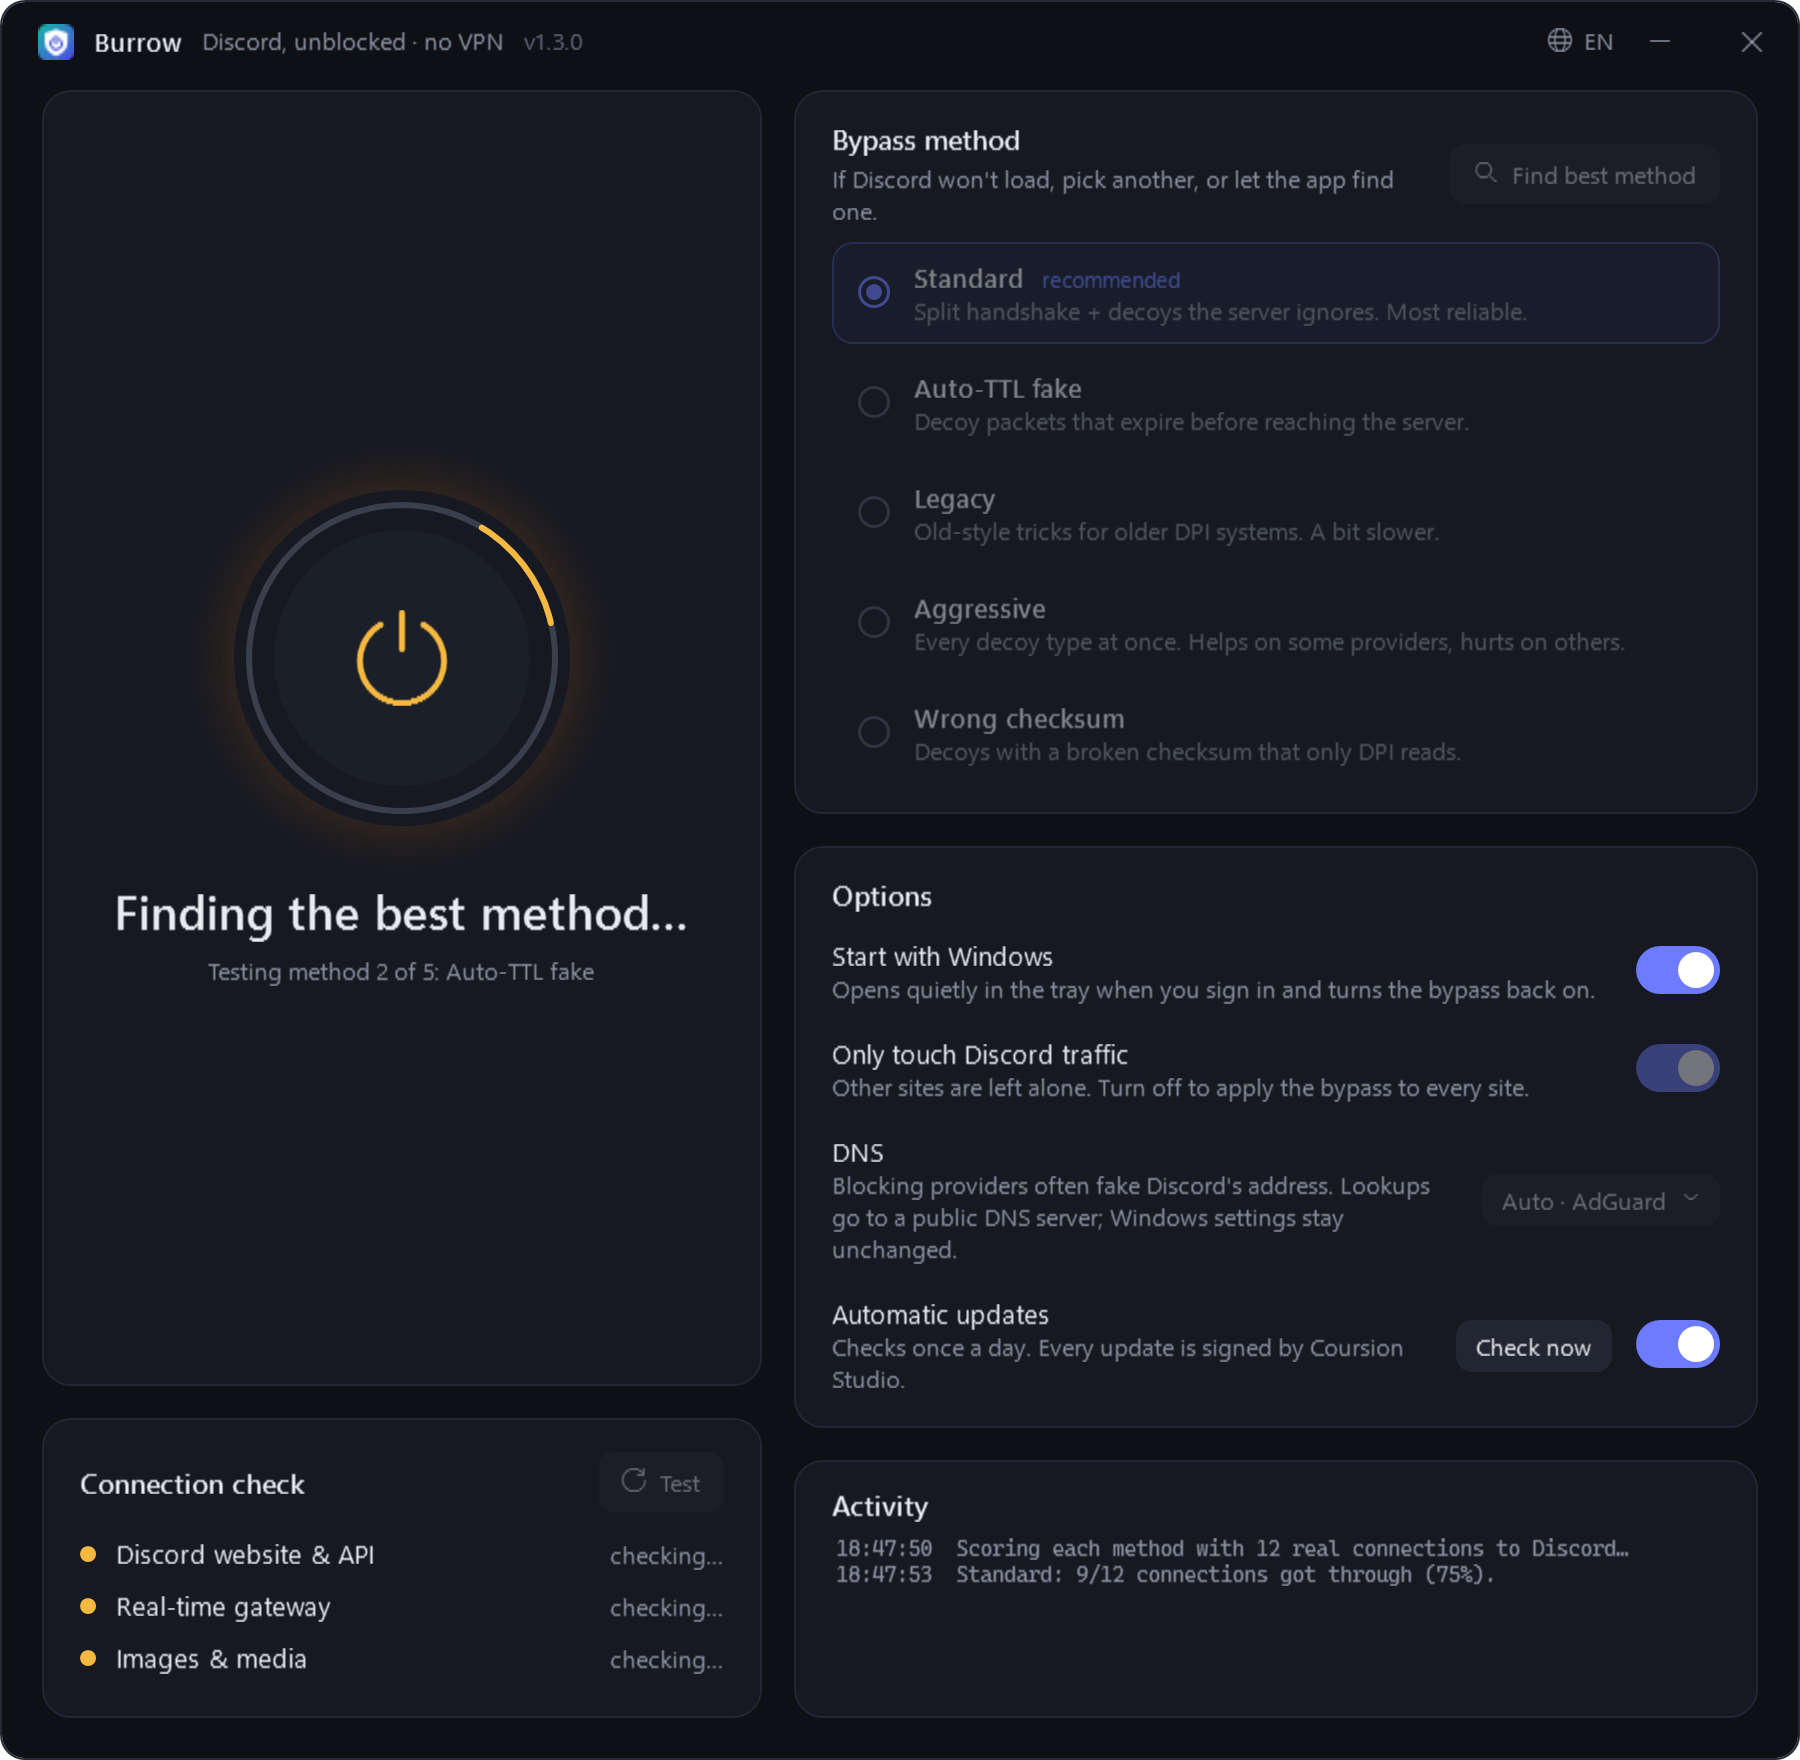 Burrow Discord, unblocked · no VPN v1.3.0
EN
Finding the best method...
Testing method 2 of 5: Auto-TTL fake
Connection check
Test
Discord website & API checking...
Real-time gateway checking...
Images & media checking...
Bypass method
If Discord won't load, pick another, or let the app find
one.
Find best method
Standard recommended
Split handshake + decoys the server ignores. Most reliable.
Auto-TTL fake
Decoy packets that expire before reaching the server.
Legacy
Old-style tricks for older DPI systems. A bit slower.
Aggressive
Every decoy type at once. Helps on some providers, hurts on others.
Wrong checksum
Decoys with a broken checksum that only DPI reads.
Options
Start with Windows
Opens quietly in the tray when you sign in and turns the bypass back on.
Only touch Discord traffic
Other sites are left alone. Turn off to apply the bypass to every site.
DNS
Blocking providers often fake Discord's address. Lookups
go to a public DNS server; Windows settings stay
unchanged.
Auto · AdGuard
Automatic updates
Checks once a day. Every update is signed by Coursion
Studio.
Check now
Activity
18:47:50 Scoring each method with 12 real connections to Discord…
18:47:53 Standard: 9/12 connections got through (75%).